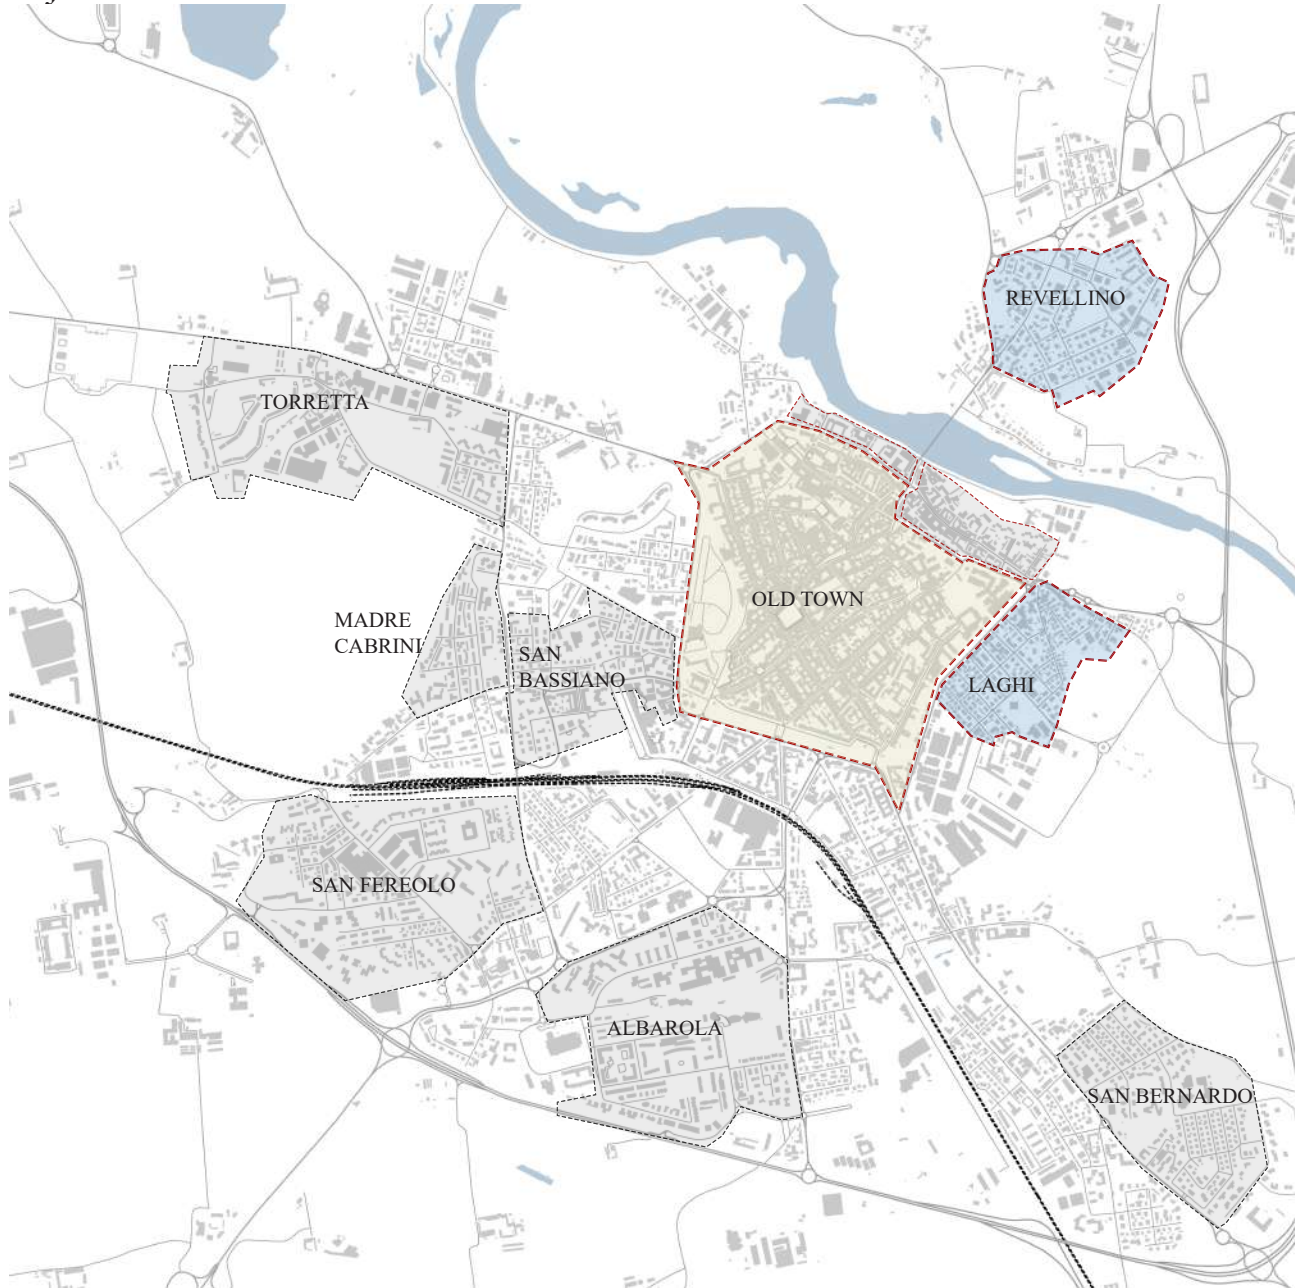 REVELLINO
TORRETTA
OLD TOWN
MADRE
CABRINI
SAN
BASSIANO
LAGHI
SAN FEREOLO
ALBAROLA
SAN BERNARDO